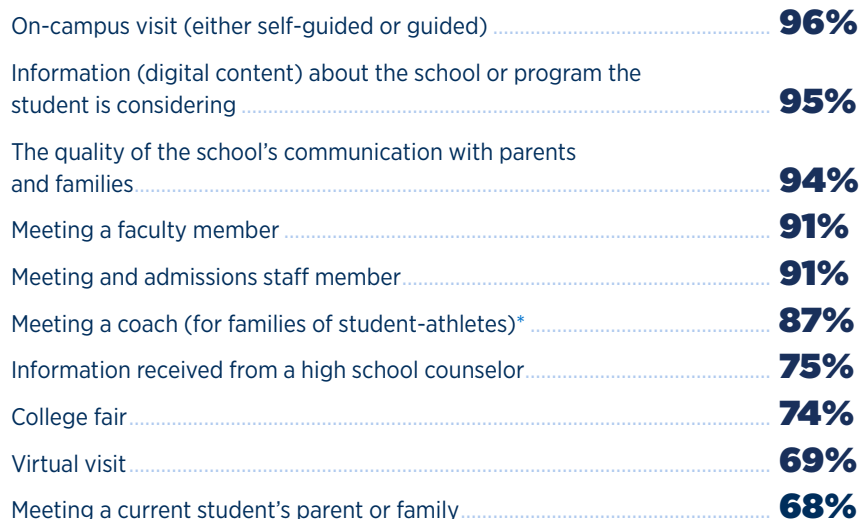 On-campus visit (either self-guided or guided) 96%
Information (digital content) about the school or program the
student is considering 95%
The quality of the school's communication with parents
and families 94%
Meeting a faculty member 91%
Meeting and admissions staff member 91%
Meeting a coach (for families of student-athletes)* 87%
Information received from a high school counselor 75%
College fair 74%
Virtual visit 69%
Meeting a current student's parent or family 68%